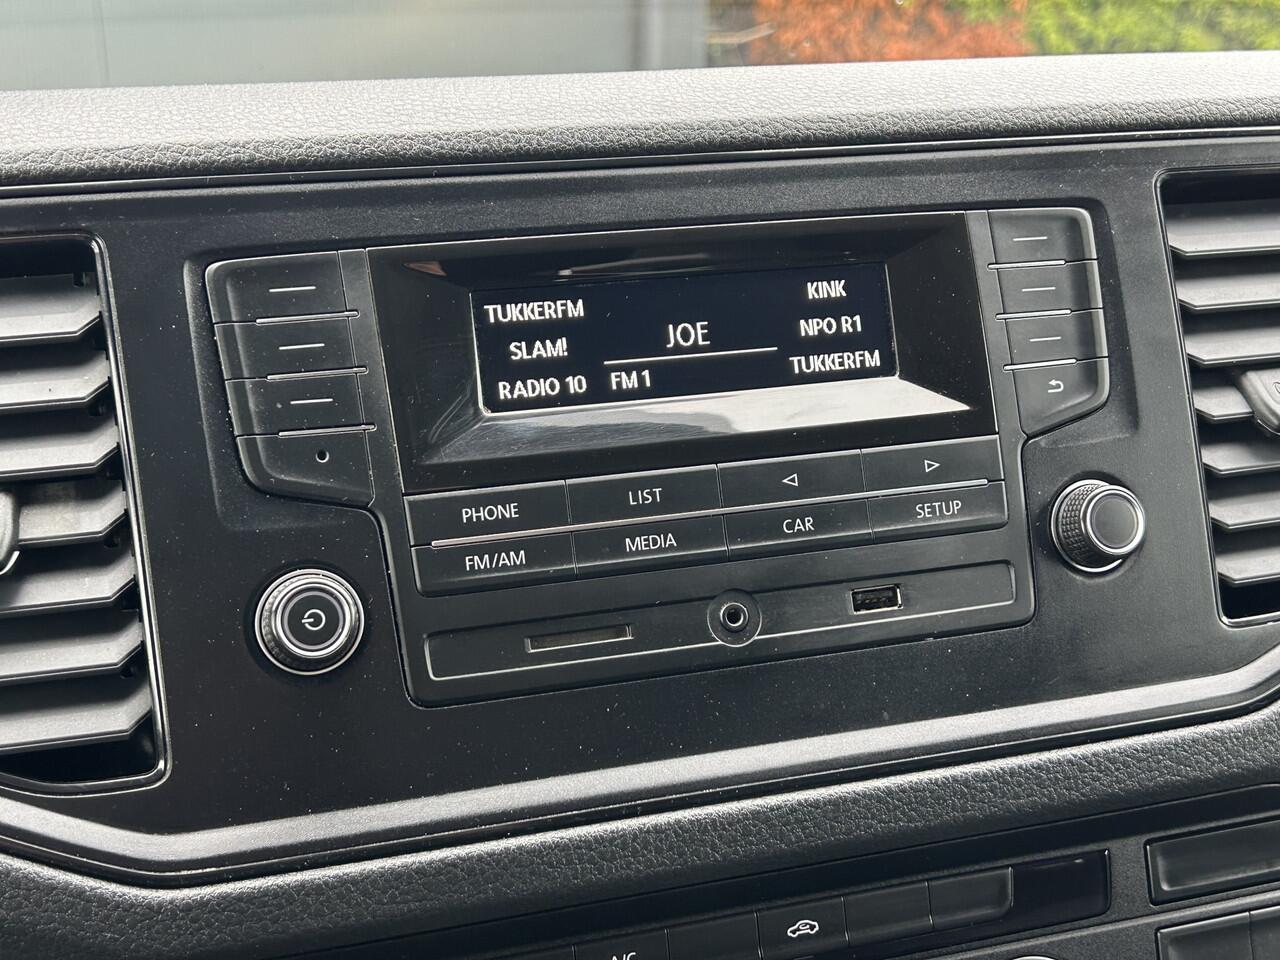 TUKKERFM
SLAM!
RADIO 10
JOE
FM 1
KINK
NPO R1
TUKKERFM
PHONE
LIST
FM/AM
MEDIA
CAR
SETUP
A/C